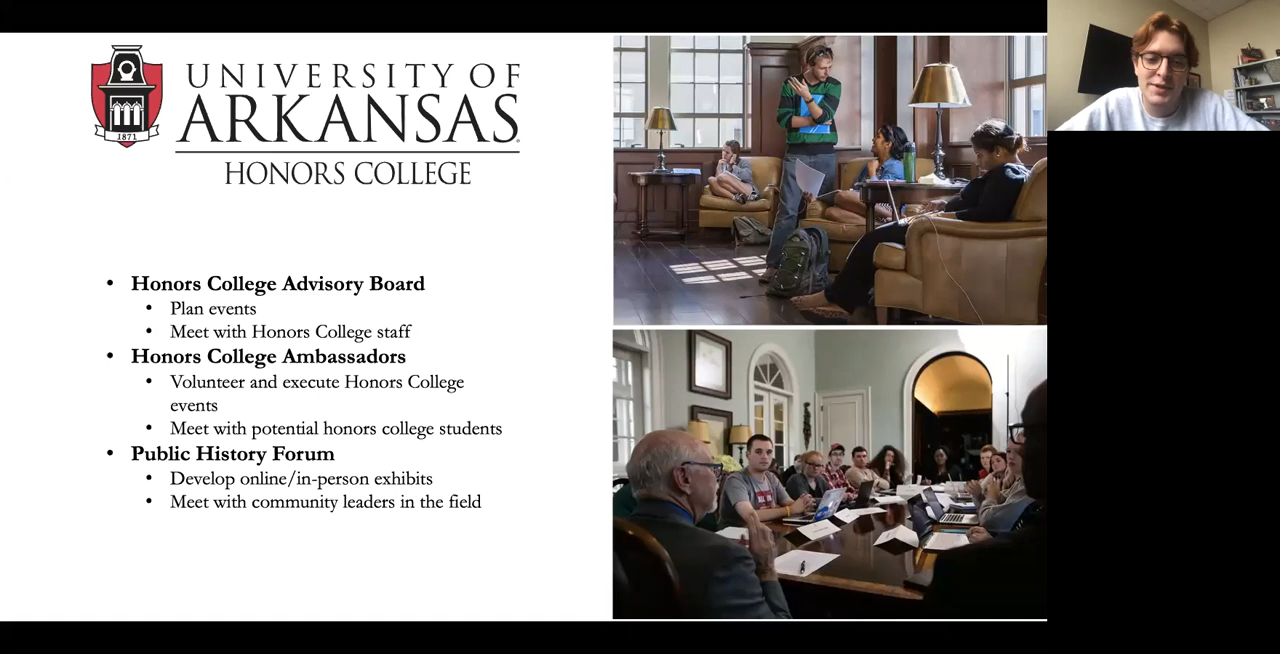 UNIVERSITY OF
ARKANSAS
HONORS COLLEGE
1871
• Honors College Advisory Board
• Plan events
• Meet with Honors College staff
• Honors College Ambassadors
• Volunteer and execute Honors College
events
• Meet with potential honors college students
• Public History Forum
• Develop online/in-person exhibits
• Meet with community leaders in the field